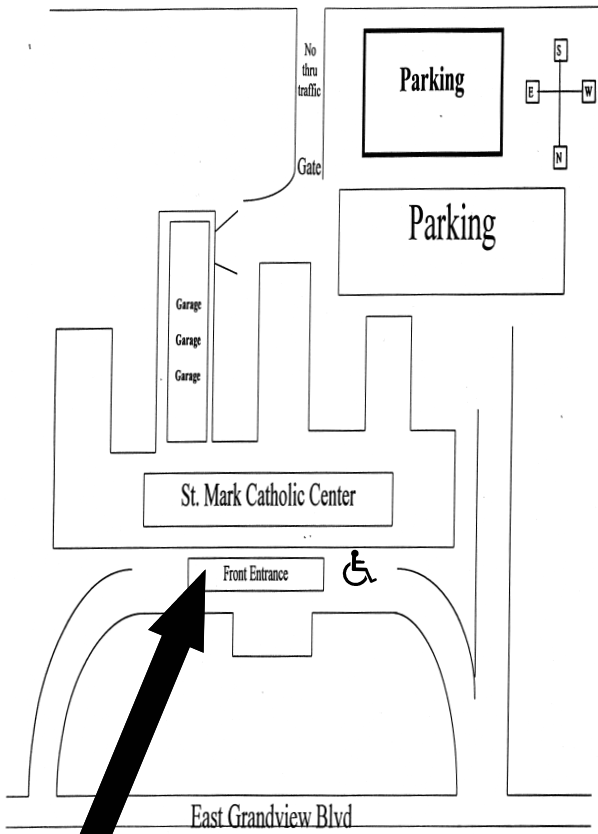 No
thru
traffic
Parking
S
E
W
N
Gate
Parking
Garage
Garage
Garage
St. Mark Catholic Center
Front Entrance
East Grandview Blvd